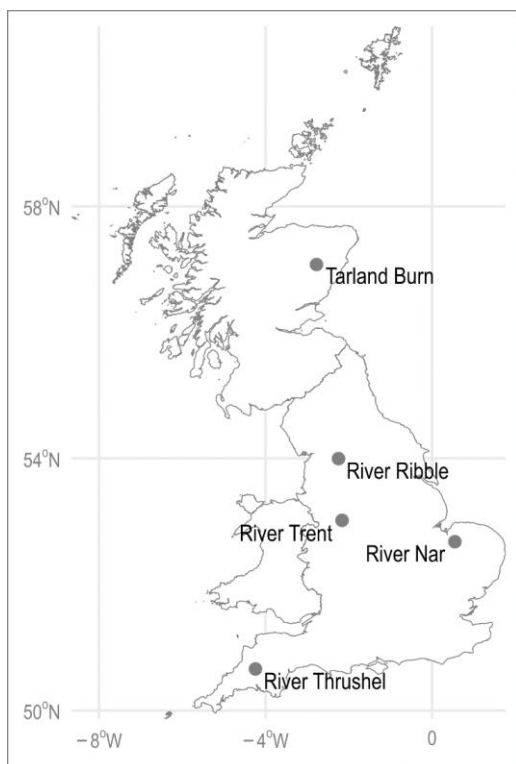 58°N
Tarland Burn
54°N
River Ribble
River Trent
River Nar
River Thrushel
50°N
−8°W
−4°W
0